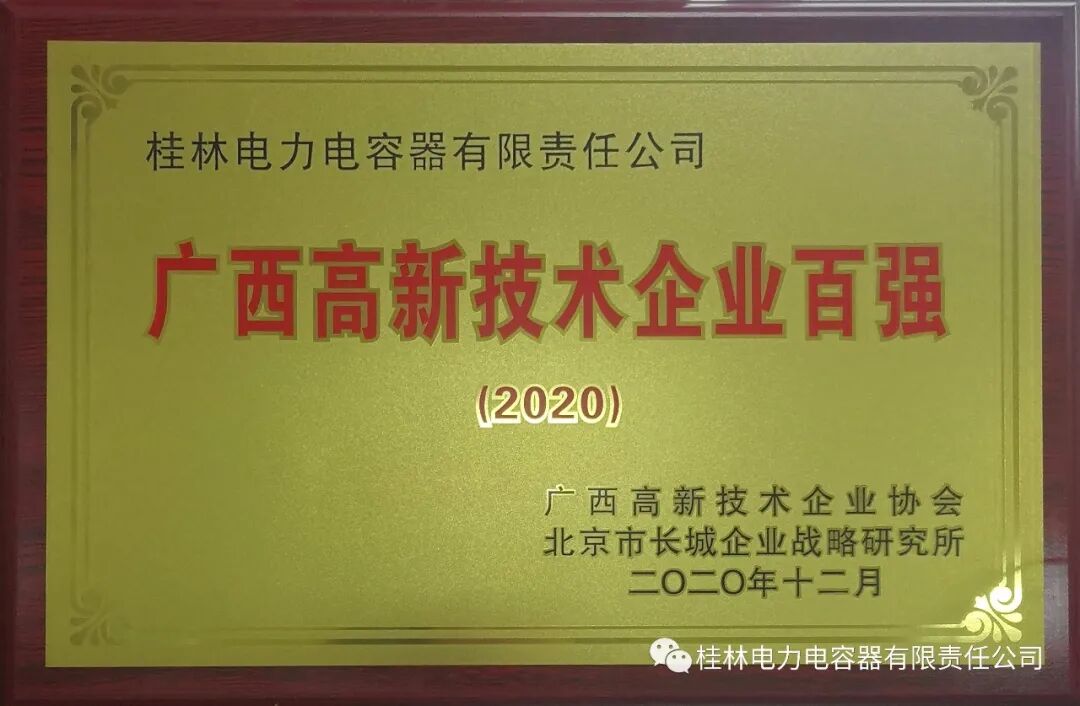 桂林电力电容器有限责任公司
广西高新技术企业百强
(2020)
广西高新技术企业协会
北京市长城企业战略研究所
二〇二〇年十二月
桂林电力电容器有限责任公司